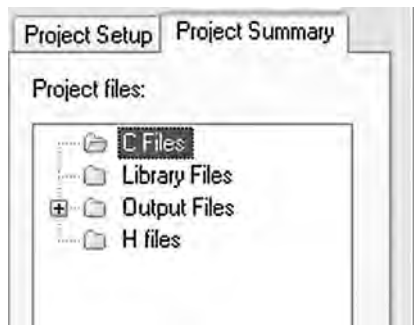 Project Setup Project Summary
Project files:
C Files
Library Files
Output Files
H files